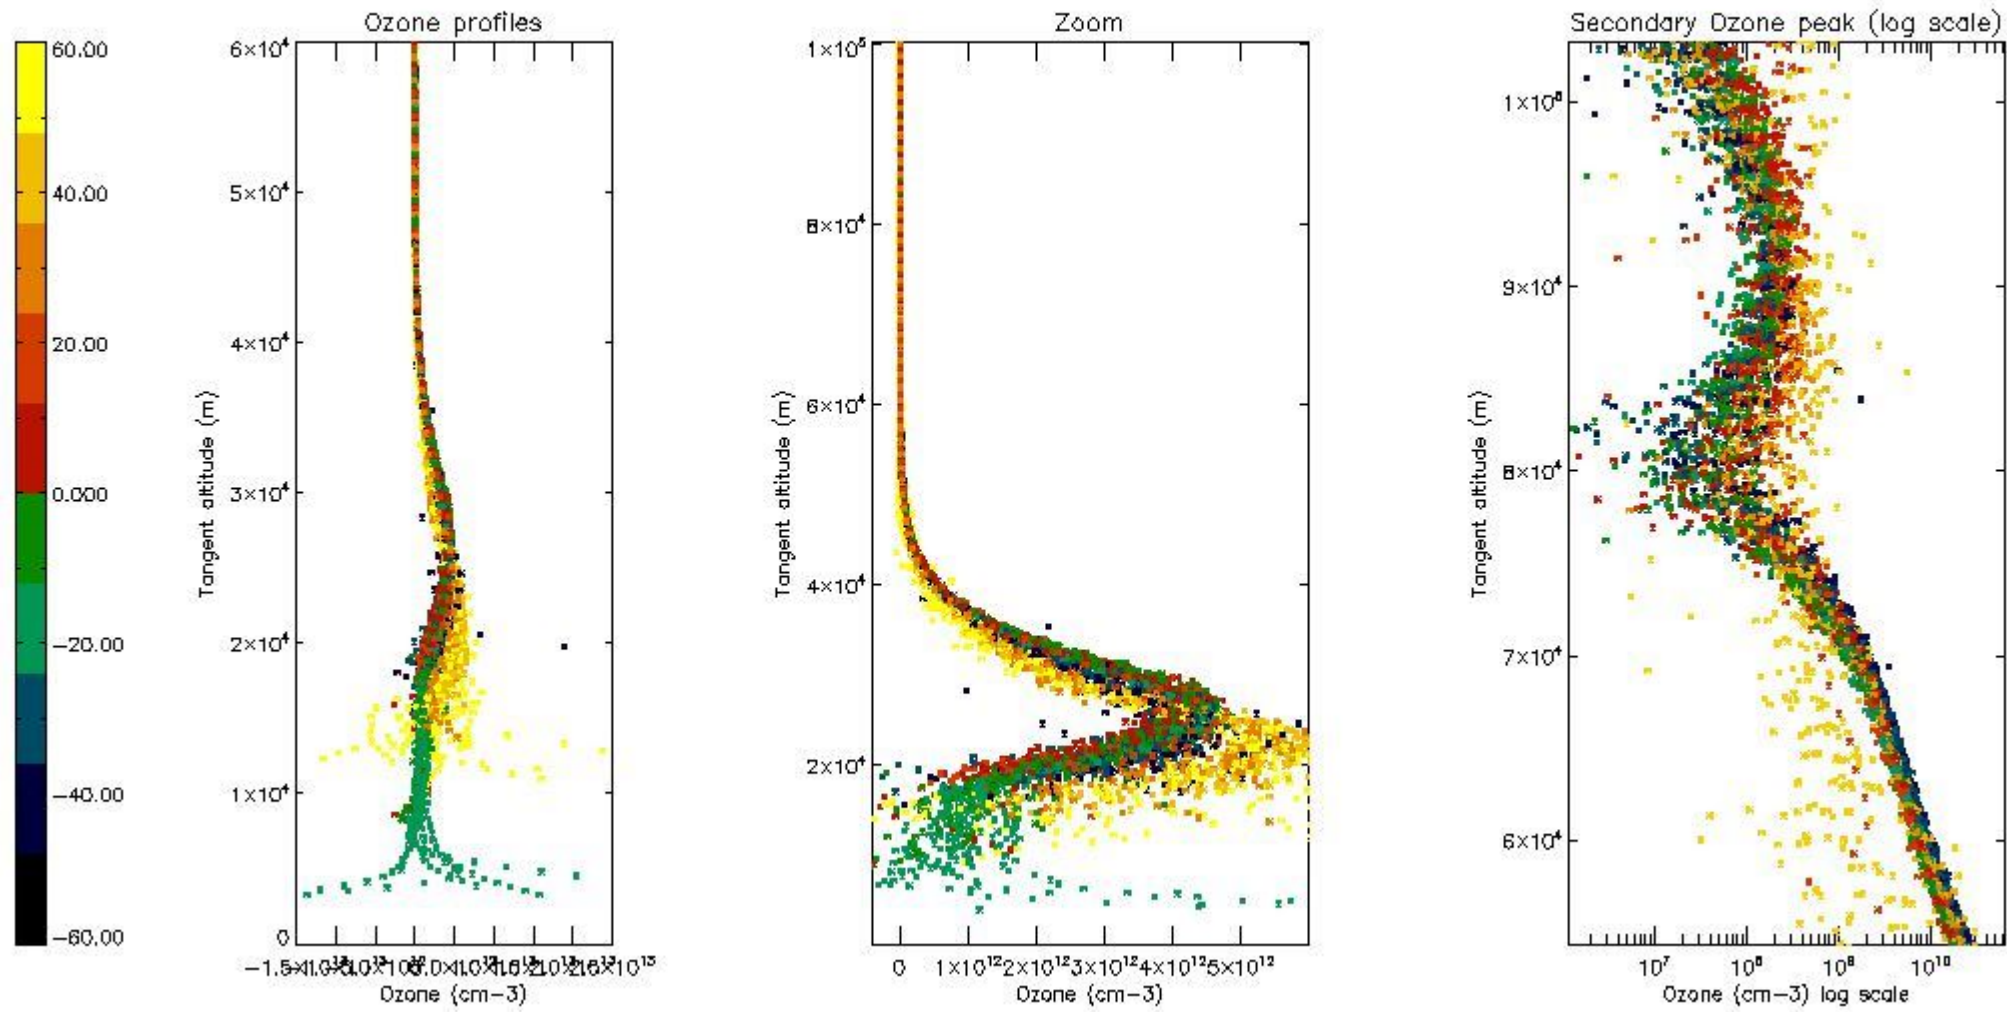 Ozone profiles
Zoom
Secondary Ozone peak (log scale)
60.00
40.00
20.00
−20.00
−40.00
−60.00
6×10⁴
5×10⁴
4×10⁴
3×10⁴
2×10⁴
1×10⁴
0
Tangent altitude (m)
Ozone (cm−3)
1×10⁵
8×10⁴
6×10⁴
4×10⁴
2×10⁴
Tangent altitude (m)
0 1×10¹² 2×10¹² 3×10¹² 4×10¹² 5×10¹²
Ozone (cm−3)
9×10⁴
8×10⁴
7×10⁴
6×10⁴
Tangent altitude (m)
10⁷ 10⁸ 10⁹ 10¹⁰
Ozone (cm−3) log scale